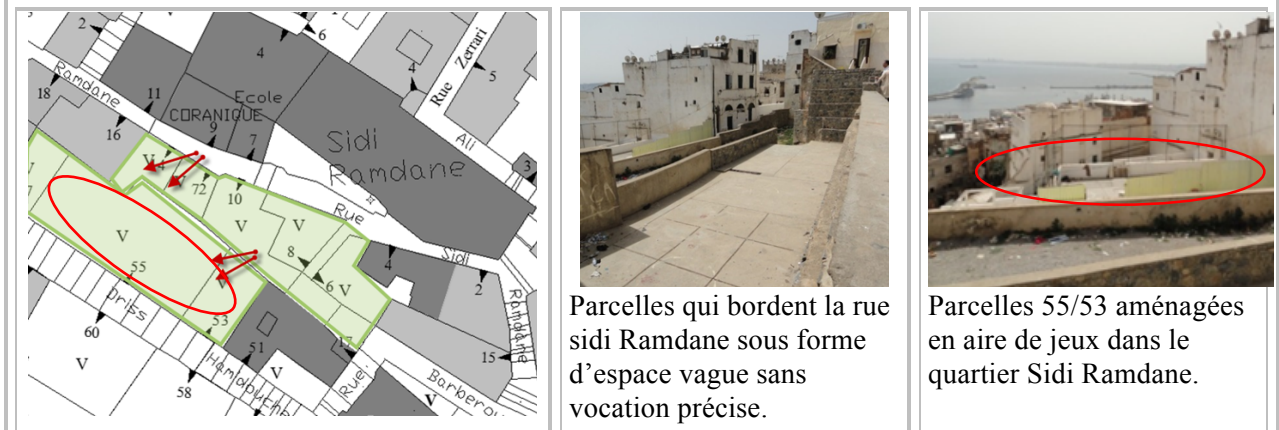 2
6
4
4
5
Rue Zerrari
Ramdane
18
11
Ecole
CORANIQUE
9
7
16
Sidi
Ramdane
Ali
3
V
72
10
V
V
Rue
V
8
6
V
4
Sidi
2
Ramdane
55
V
53
Driss
60
V
51
V
17
15
Hamidouche
58
Rue
Barberou
V
Parcelles qui bordent la rue
sidi Ramdane sous forme
d’espace vague sans
vocation précise.
Parcelles 55/53 aménagées
en aire de jeux dans le
quartier Sidi Ramdane.